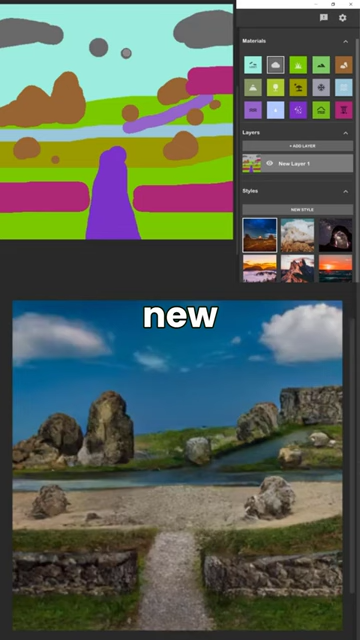 Materials
Layers
+ ADD LAYER
New Layer 1
Styles
NEW STYLE
new